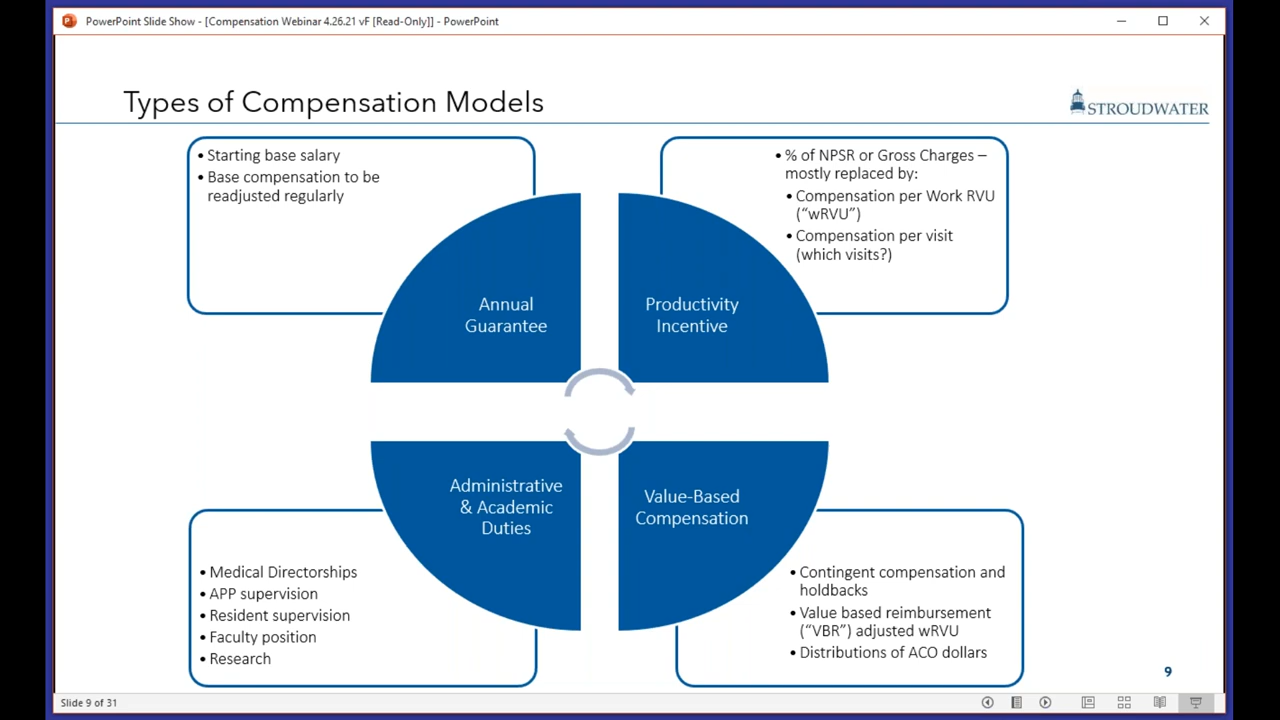 PowerPoint Slide Show - [Compensation Webinar 4.26.21 vF [Read-Only]] - PowerPoint
Types of Compensation Models
STROUDWATER
• Starting base salary
• Base compensation to be
readjusted regularly
• % of NPSR or Gross Charges –
mostly replaced by:
• Compensation per Work RVU
(“wRVU”)
• Compensation per visit
(which visits?)
Annual
Guarantee
Productivity
Incentive
Administrative
& Academic
Duties
Value-Based
Compensation
• Medical Directorships
• APP supervision
• Resident supervision
• Faculty position
• Research
• Contingent compensation and
holdbacks
• Value based reimbursement
(“VBR”) adjusted wRVU
• Distributions of ACO dollars
9
Slide 9 of 31